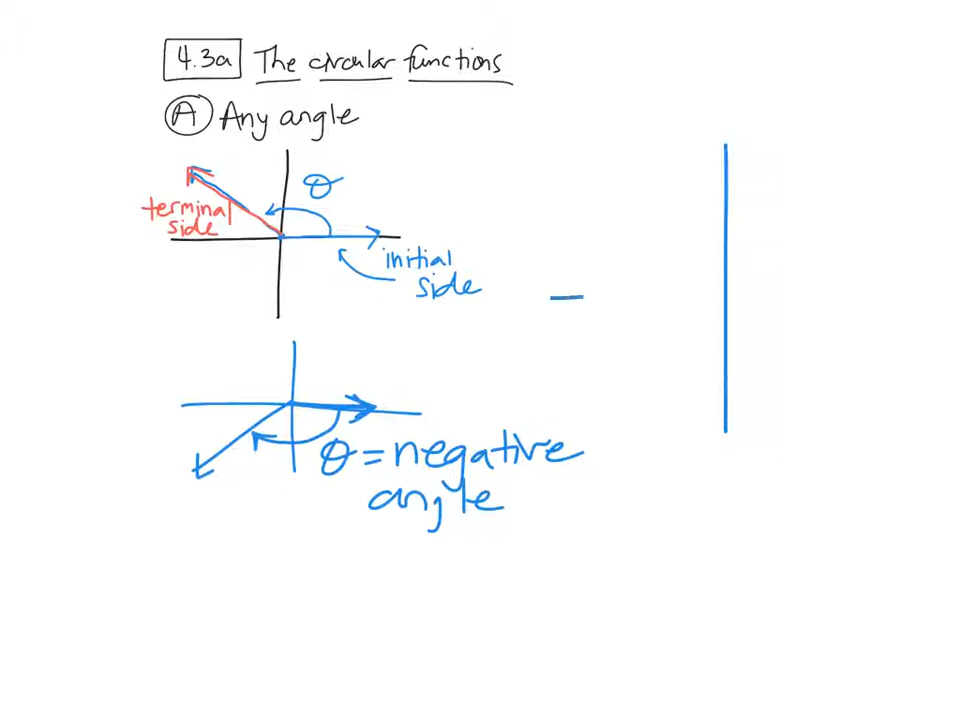 4.3a The circular functions
A Any angle
θ
terminal
side
initial
side
θ = negative
angle